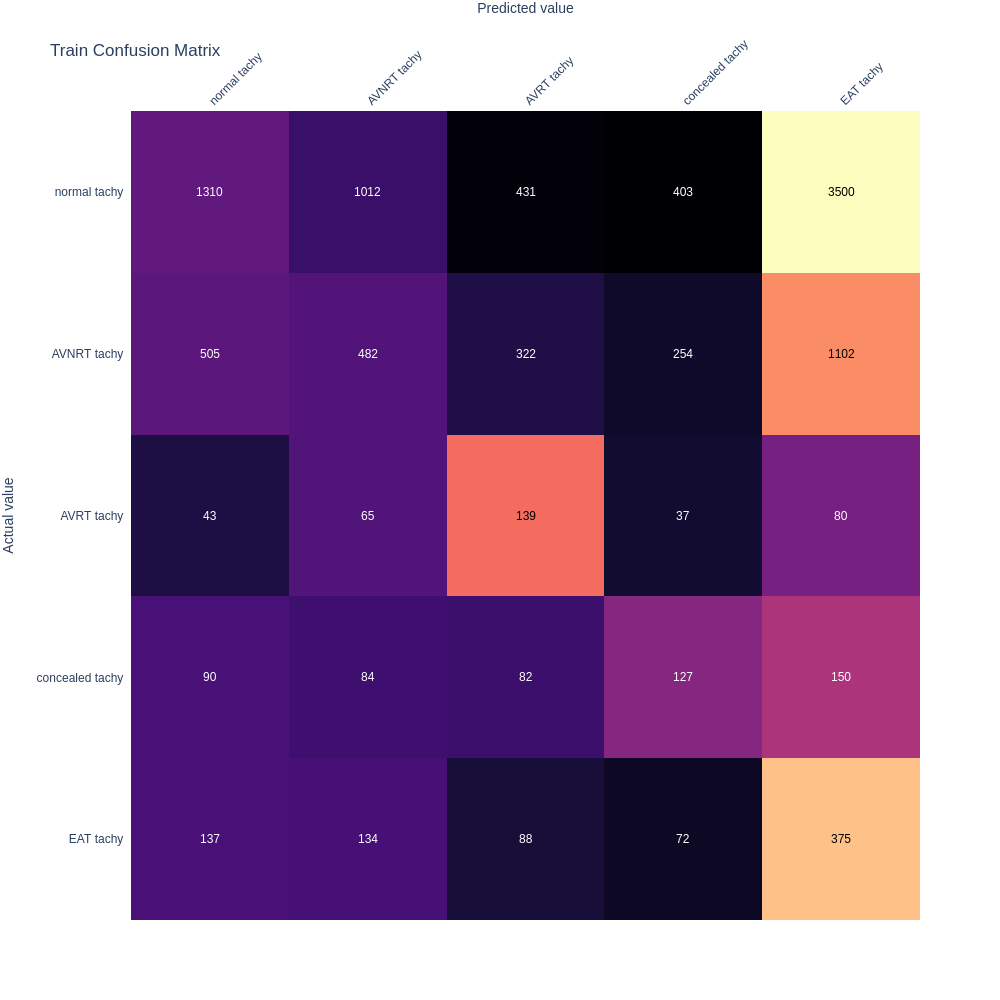 Predicted value
Train Confusion Matrix
normal tachy AVNRT tachy AVRT tachy concealed tachy EAT tachy
Actual value
normal tachy 1310 1012 431 403 3500
AVNRT tachy 505 482 322 254 1102
AVRT tachy 43 65 139 37 80
concealed tachy 90 84 82 127 150
EAT tachy 137 134 88 72 375